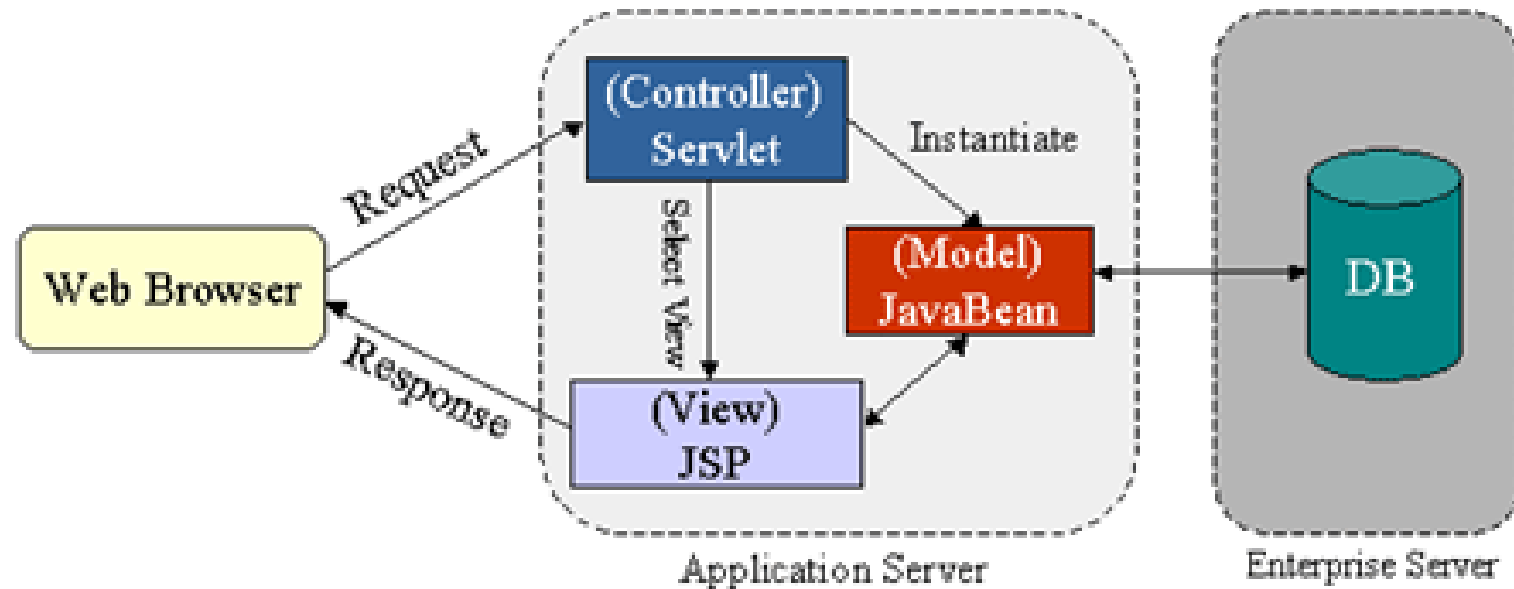 (Controller)
Servlet
Request
Instantiate
Select View
Web Browser
(Model)
JavaBean
DB
Response
(View)
JSP
Application Server
Enterprise Server